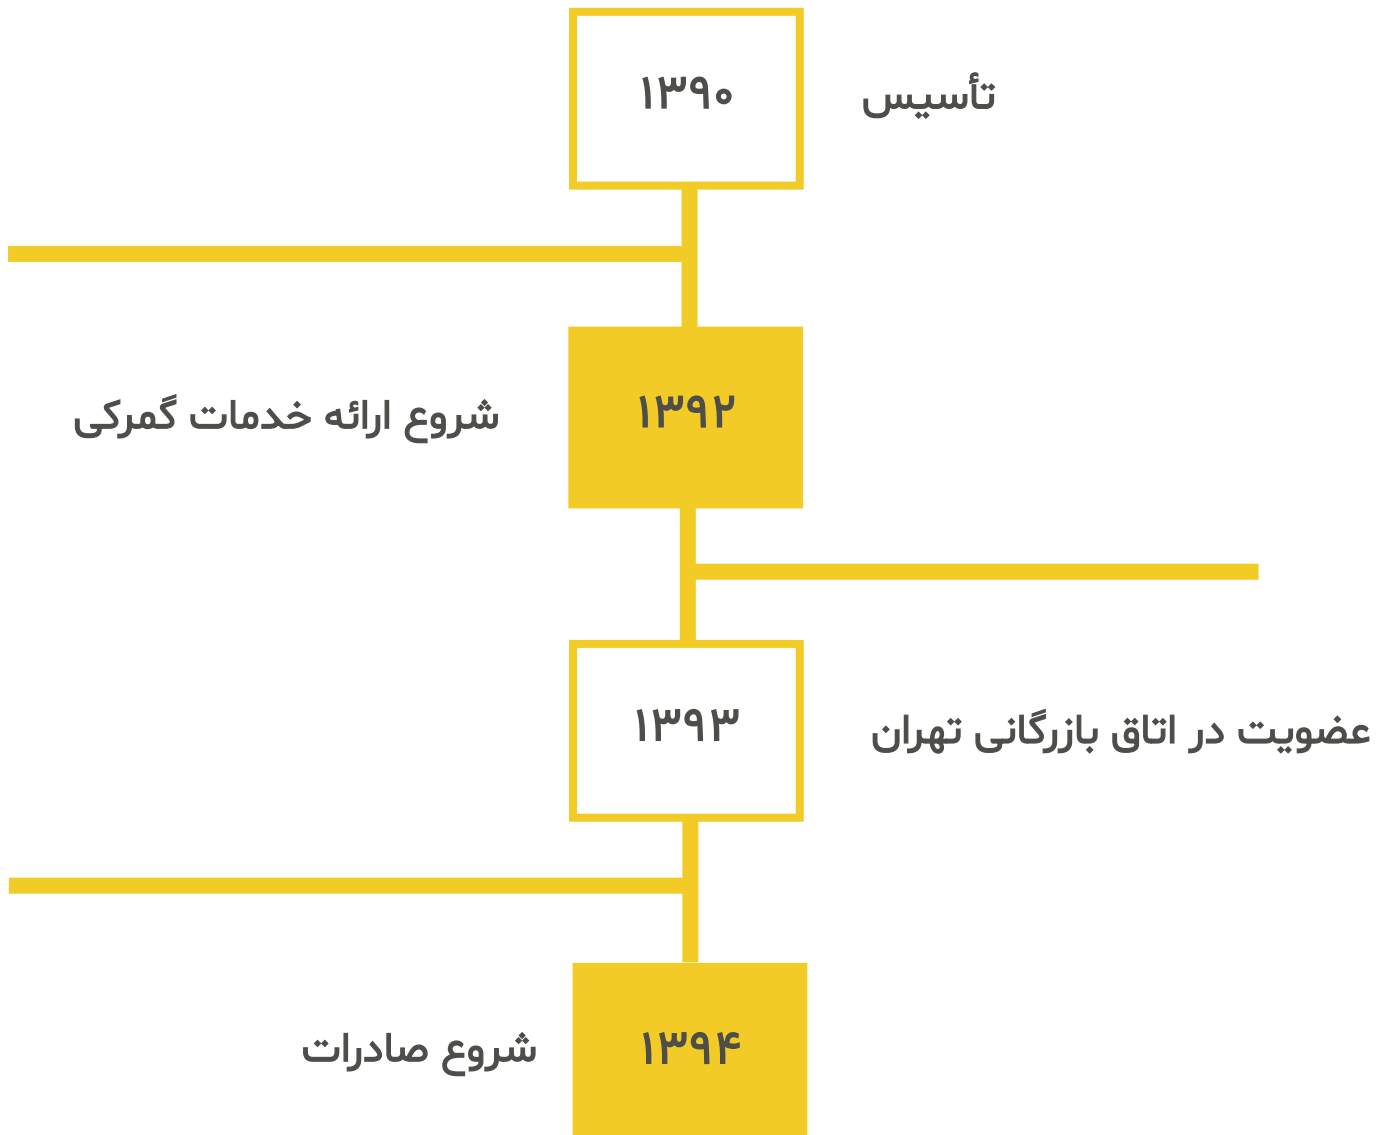 ۱۳۹۰
تأسیس
۱۳۹۲
شروع ارائه خدمات گمرکی
۱۳۹۳
عضویت در اتاق بازرگانی تهران
۱۳۹۴
شروع صادرات